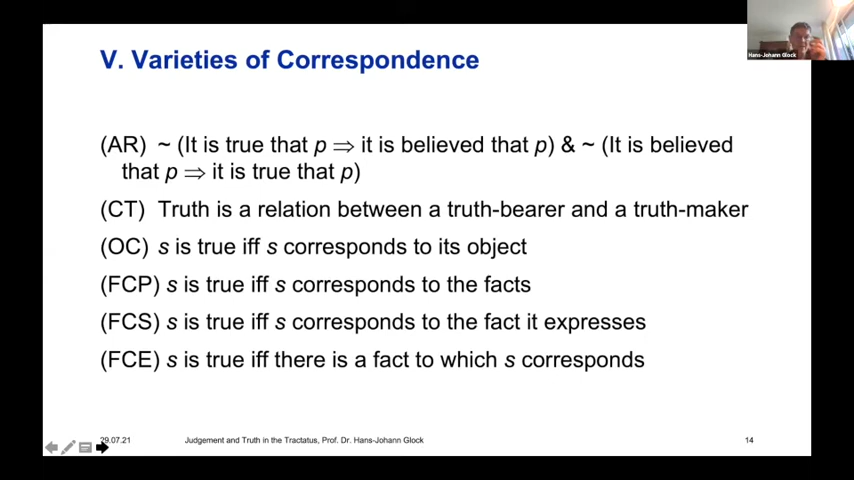 V. Varieties of Correspondence
Hans-Johann Glock
(AR) ~ (It is true that p ⇒ it is believed that p) & ~ (It is believed
that p ⇒ it is true that p)
(CT) Truth is a relation between a truth-bearer and a truth-maker
(OC) s is true iff s corresponds to its object
(FCP) s is true iff s corresponds to the facts
(FCS) s is true iff s corresponds to the fact it expresses
(FCE) s is true iff there is a fact to which s corresponds
29.07.21
Judgement and Truth in the Tractatus, Prof. Dr. Hans-Johann Glock
14